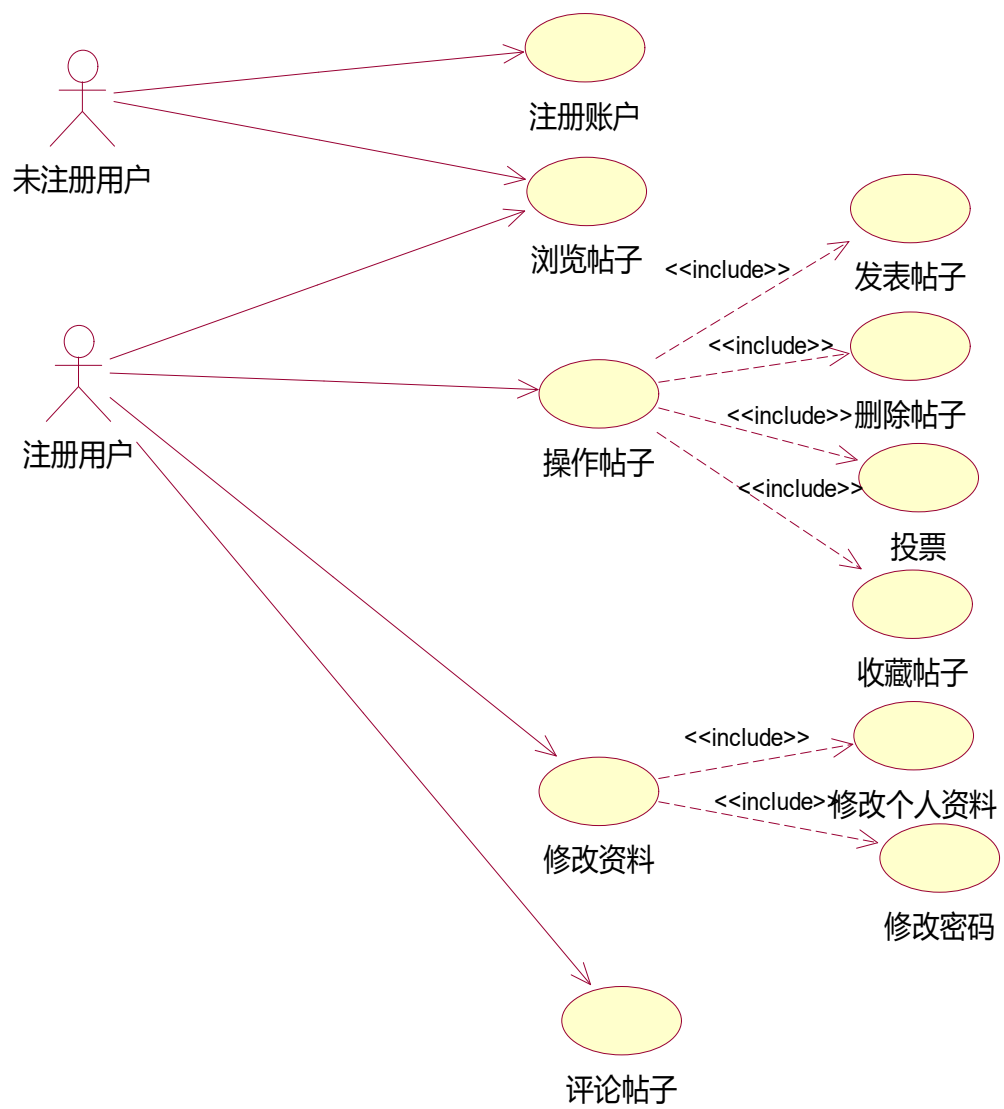 注册账户
未注册用户
浏览帖子
发表帖子
<<include>>
<<include>>
删除帖子
<<include>>
注册用户
操作帖子
<<include>>
投票
收藏帖子
<<include>>
<<include>>
修改个人资料
修改资料
修改密码
评论帖子